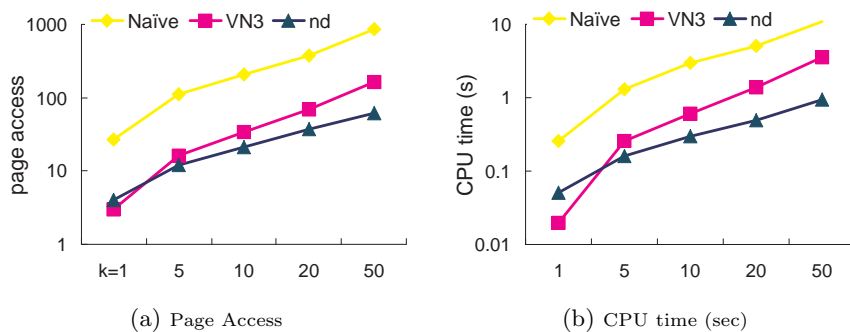 Naïve VN3 nd
1000
100
10
1
page access
k=1 5 10 20 50
(a) Page Access
Naïve VN3 nd
10
1
0.1
0.01
CPU time (s)
1 5 10 20 50
(b) CPU time (sec)